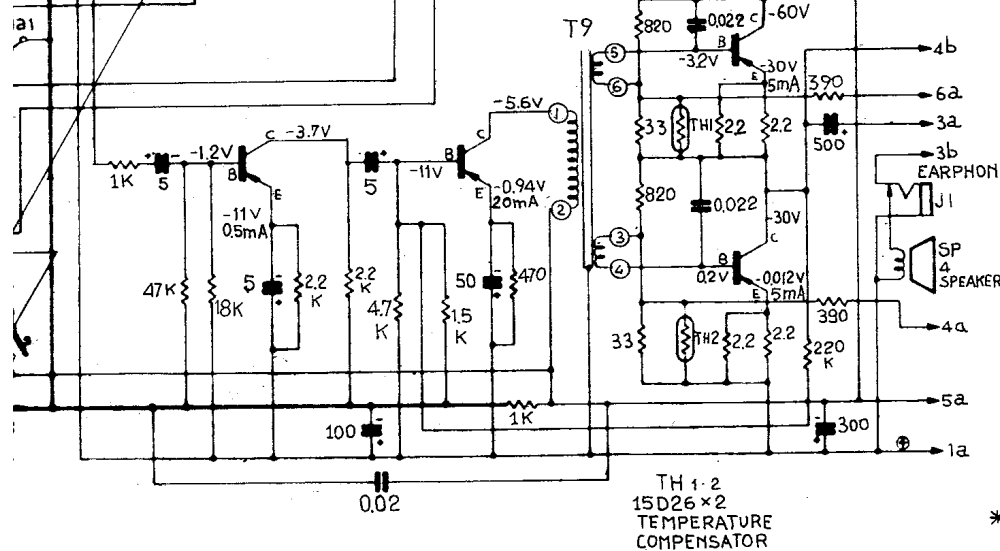 a1
1K
5
-1.2V
B
C
E
-3.7V
-11V
0.5mA
47K
18K
5
2.2
K
2.2
K
5
4.7
K
1.5
K
-11V
B
C
E
-5.6V
-0.94V
20mA
50
470
100
1K
0.02
T9
1
2
5
6
3
4
820
0.022
C
-60V
B
-3.2V
E
-30V
5mA
390
33
TH1
2.2
2.2
500
820
0.022
-30V
C
B
0.2V
E
-0.012V
5mA
390
33
TH2
2.2
2.2
220
K
300
4b
6a
3a
3b
EARPHON
J1
SP
4
SPEAKER
4a
5a
1a
TH 1-2
15D26×2
TEMPERATURE
COMPENSATOR
*